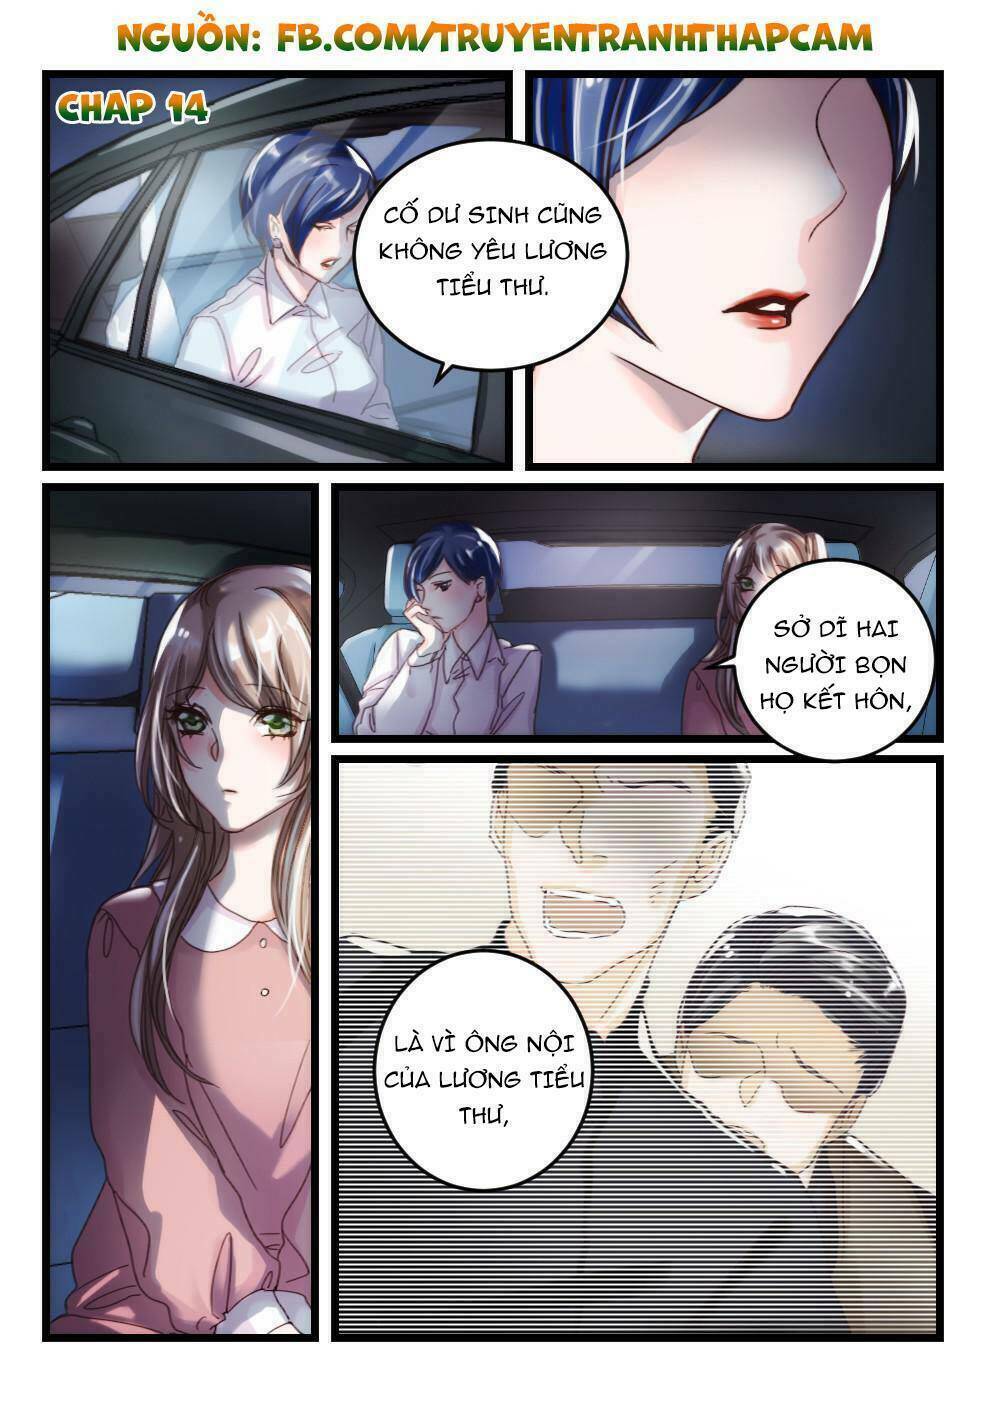 NGUỒN: FB.COM/TRUYENTRANHTHAPCAM
CHAP 14
CỐ DƯ SINH CŨNG
KHÔNG YÊU LƯƠNG
TIỂU THƯ.
SỞ DĨ HAI
NGƯỜI BỌN
HỌ KẾT HÔN,
LÀ VÌ ÔNG NỘI
CỦA LƯƠNG TIỂU
THƯ,